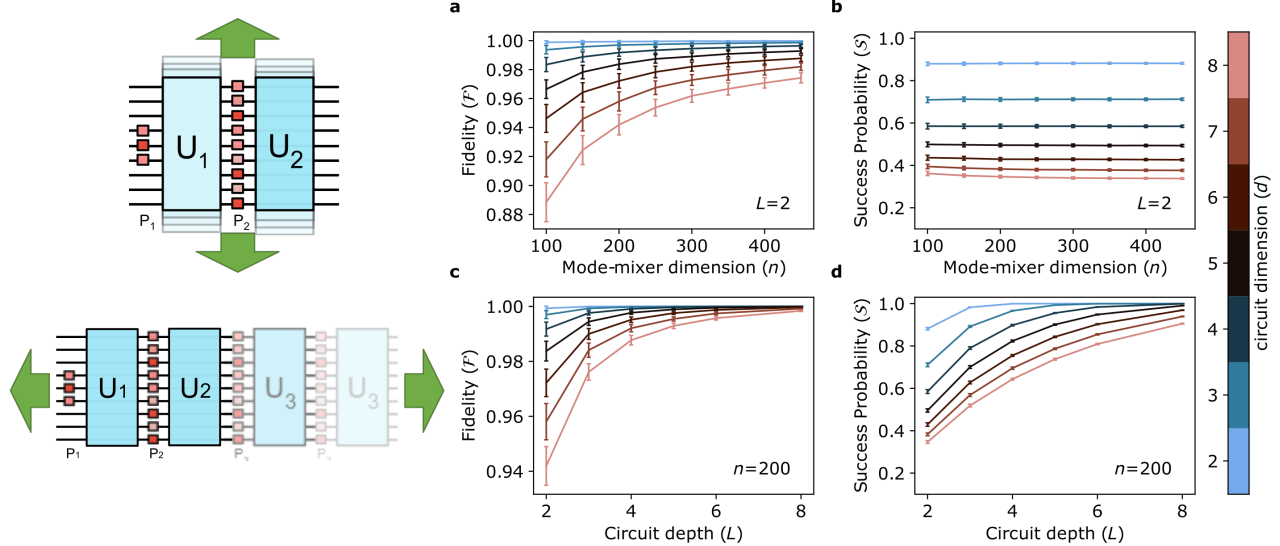 U1 U2
P1 P2
U1 U2 U3 U3
P1 P2 P3 P3
a
1.00
0.98
0.96
0.94
0.92
0.90
0.88
Fidelity (ℱ)
L=2
100 200 300 400
Mode-mixer dimension (n)
b
1.0
0.8
0.6
0.4
0.2
Success Probability (𝒮)
L=2
100 200 300 400
Mode-mixer dimension (n)
c
1.00
0.98
0.96
0.94
Fidelity (ℱ)
n=200
2 4 6 8
Circuit depth (L)
d
1.0
0.8
0.6
0.4
0.2
Success Probability (𝒮)
n=200
2 4 6 8
Circuit depth (L)
8
7
6
5
4
3
2
circuit dimension (d)